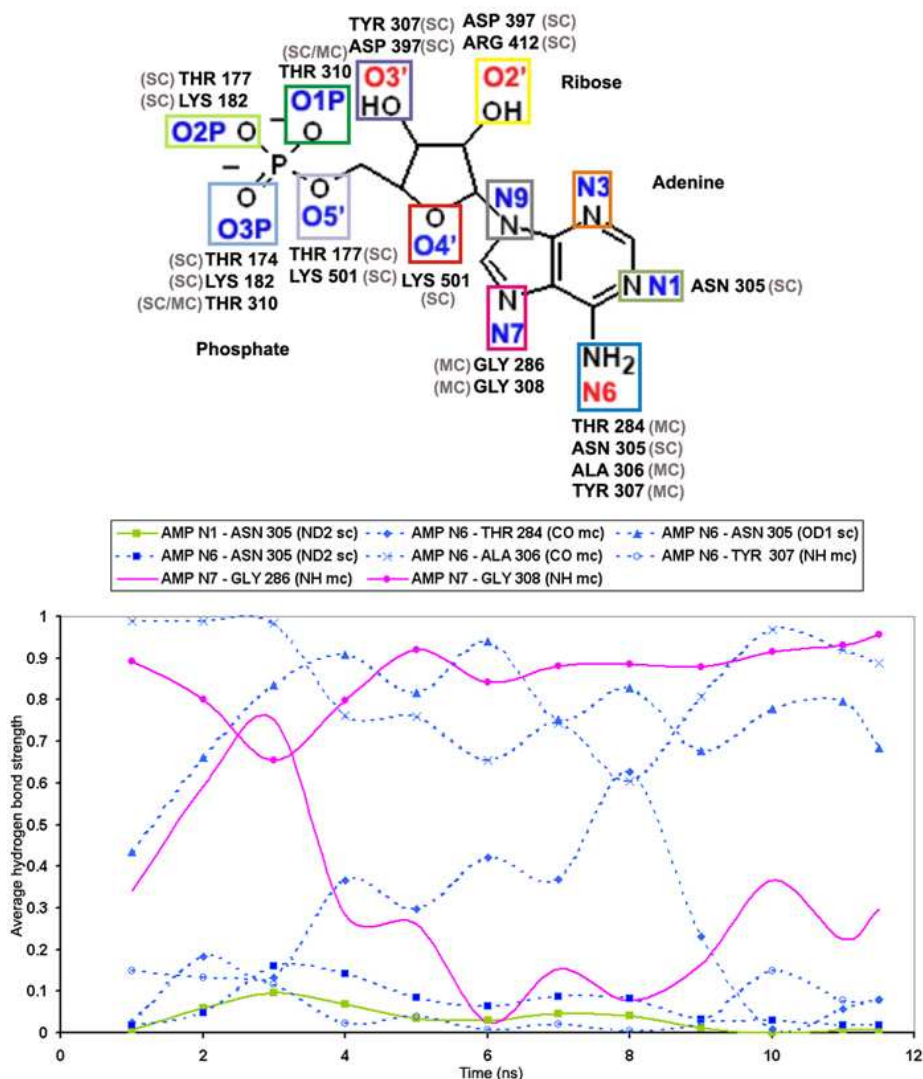 TYR 307(SC) ASP 397 (SC)
(SC/MC) ASP 397(SC) ARG 412 (SC)
(SC) THR 177 THR 310 O3' O2' Ribose
(SC) LYS 182 O1P HO OH
O2P O O
P N3 Adenine
O O O N9 N
O3P O5' O4' N
(SC) THR 174 THR 177 (SC) LYS 501 N N N1 ASN 305 (SC)
(SC) LYS 182 LYS 501 (SC) (SC) N7
(SC/MC) THR 310
Phosphate (MC) GLY 286 NH2
(MC) GLY 308 N6
THR 284 (MC)
ASN 305 (SC)
ALA 306 (MC)
TYR 307 (MC)
AMP N1 - ASN 305 (ND2 sc) AMP N6 - THR 284 (CO mc) AMP N6 - ASN 305 (OD1 sc)
AMP N6 - ASN 305 (ND2 sc) AMP N6 - ALA 306 (CO mc) AMP N6 - TYR 307 (NH mc)
AMP N7 - GLY 286 (NH mc) AMP N7 - GLY 308 (NH mc)
Average hydrogen bond strength
1
0.9
0.8
0.7
0.6
0.5
0.4
0.3
0.2
0.1
0
0 2 4 6 8 10 12
Time (ns)